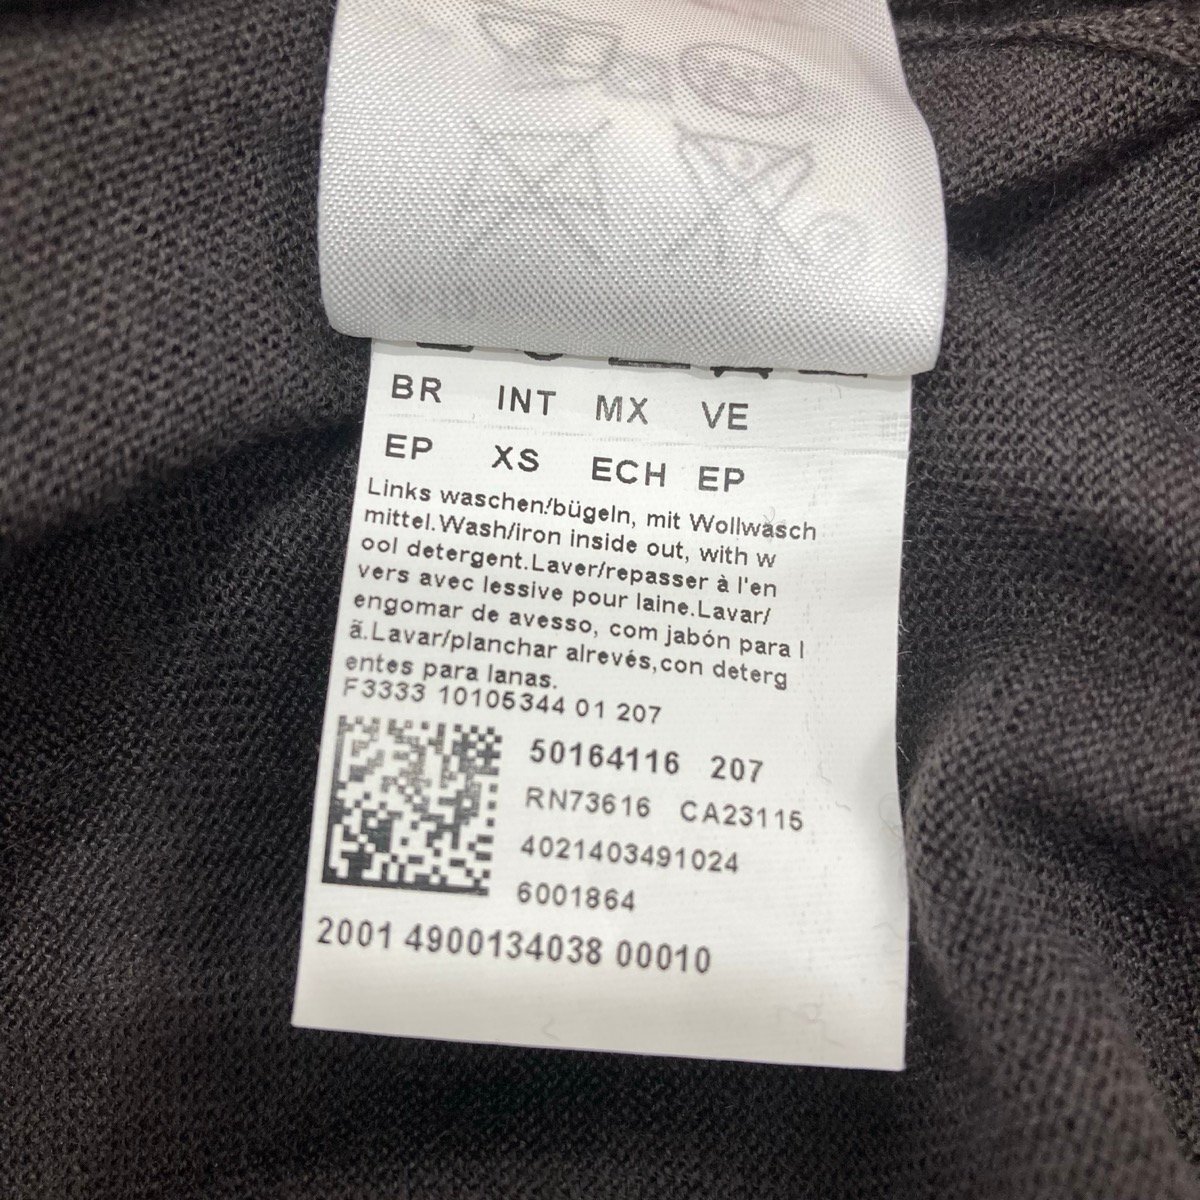 BR INT MX VE
EP XS ECH EP
Links waschen/bügeln, mit Wollwasch
mittel.Wash/iron inside out, with w
ool detergent.Laver/repasser à l'en
vers avec lessive pour laine.Lavar/
engomar de avesso, com jabón para l
ã.Lavar/planchar alrevés,con deterg
entes para lanas.
F3333 10105344 01 207
50164116 207
RN73616 CA23115
4021403491024
6001864
2001 4900134038 00010